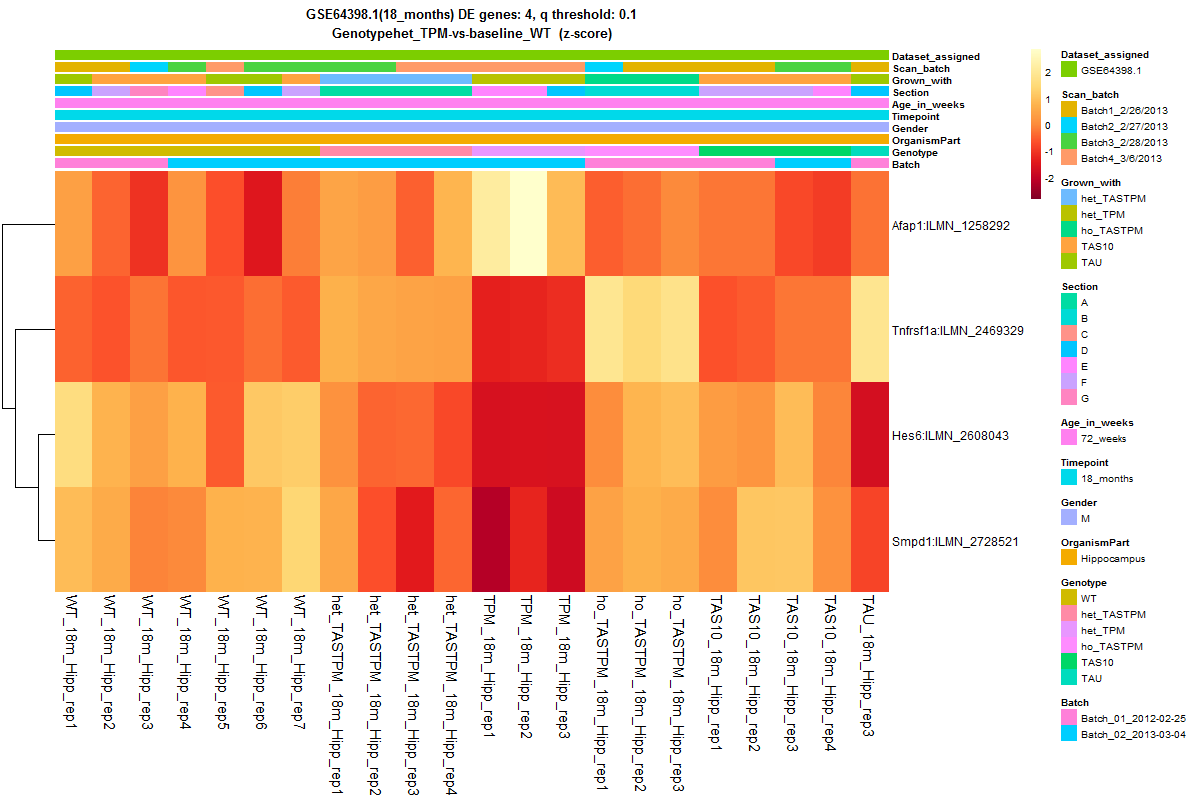 GSE64398.1(18_months) DE genes: 4, q threshold: 0.1
Genotypehet_TPM-vs-baseline_WT (z-score)
Dataset_assigned
Scan_batch
Grown_with
Section
Age_in_weeks
Timepoint
Gender
OrganismPart
Genotype
Batch
Afap1:ILMN_1258292
Tnfrsf1a:ILMN_2469329
Hes6:ILMN_2608043
Smpd1:ILMN_2728521
WT_18m_Hipp_rep1
WT_18m_Hipp_rep2
WT_18m_Hipp_rep3
WT_18m_Hipp_rep4
WT_18m_Hipp_rep5
WT_18m_Hipp_rep6
WT_18m_Hipp_rep7
het_TASTPM_18m_Hipp_rep1
het_TASTPM_18m_Hipp_rep2
het_TASTPM_18m_Hipp_rep3
het_TASTPM_18m_Hipp_rep4
TPM_18m_Hipp_rep1
TPM_18m_Hipp_rep2
TPM_18m_Hipp_rep3
ho_TASTPM_18m_Hipp_rep1
ho_TASTPM_18m_Hipp_rep2
ho_TASTPM_18m_Hipp_rep3
TAS10_18m_Hipp_rep1
TAS10_18m_Hipp_rep2
TAS10_18m_Hipp_rep3
TAS10_18m_Hipp_rep4
TAU_18m_Hipp_rep3
2
1
0
-1
-2
Dataset_assigned
GSE64398.1
Scan_batch
Batch1_2/26/2013
Batch2_2/27/2013
Batch3_2/28/2013
Batch4_3/6/2013
Grown_with
het_TASTPM
het_TPM
ho_TASTPM
TAS10
TAU
Section
A
B
C
D
E
F
G
Age_in_weeks
72_weeks
Timepoint
18_months
Gender
M
OrganismPart
Hippocampus
Genotype
WT
het_TASTPM
het_TPM
ho_TASTPM
TAS10
TAU
Batch
Batch_01_2012-02-25
Batch_02_2013-03-04